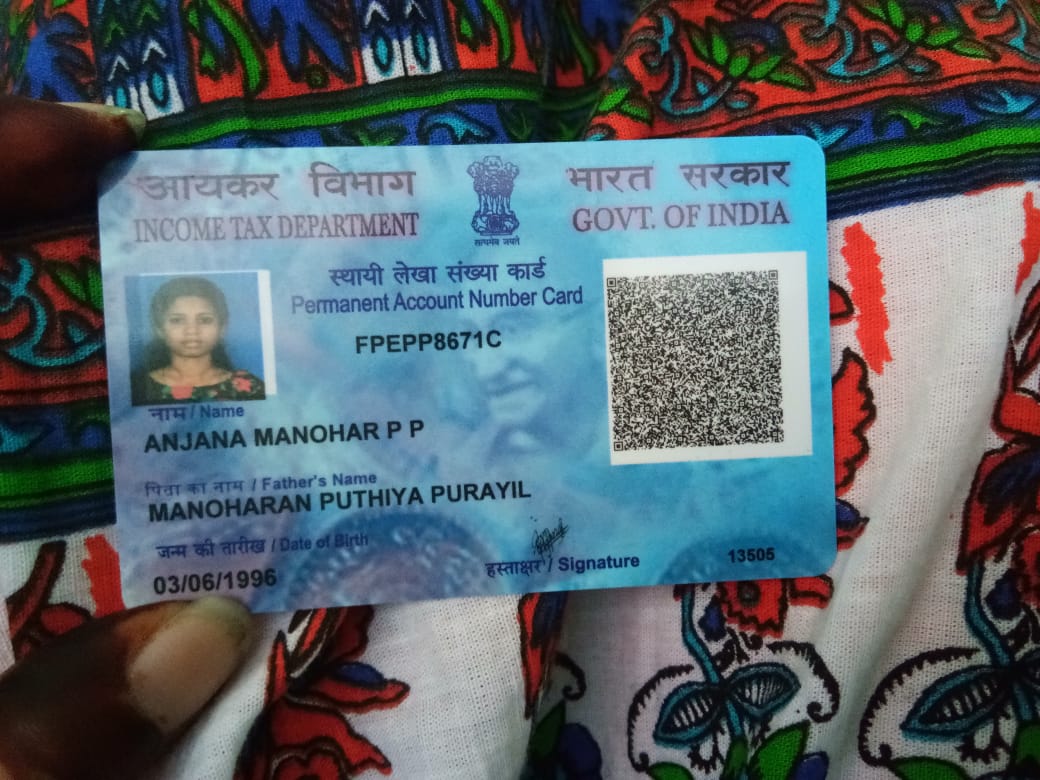 आयकर विभाग
INCOME TAX DEPARTMENT
सत्यमेव जयते
भारत सरकार
GOVT. OF INDIA
स्थायी लेखा संख्या कार्ड
Permanent Account Number Card
FPEPP8671C
नाम / Name
ANJANA MANOHAR P P
पिता का नाम / Father's Name
MANOHARAN PUTHIYA PURAYIL
जन्म की तारीख / Date of Birth
03/06/1996
हस्ताक्षर / Signature
13505